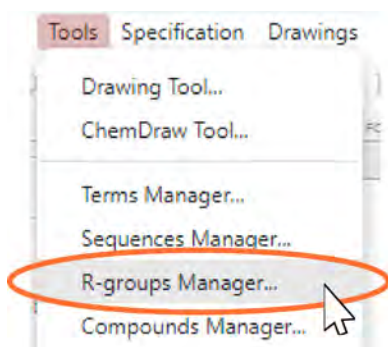 Tools Specification Drawings
Drawing Tool...
ChemDraw Tool...
Terms Manager...
Sequences Manager...
R-groups Manager...
Compounds Manager...